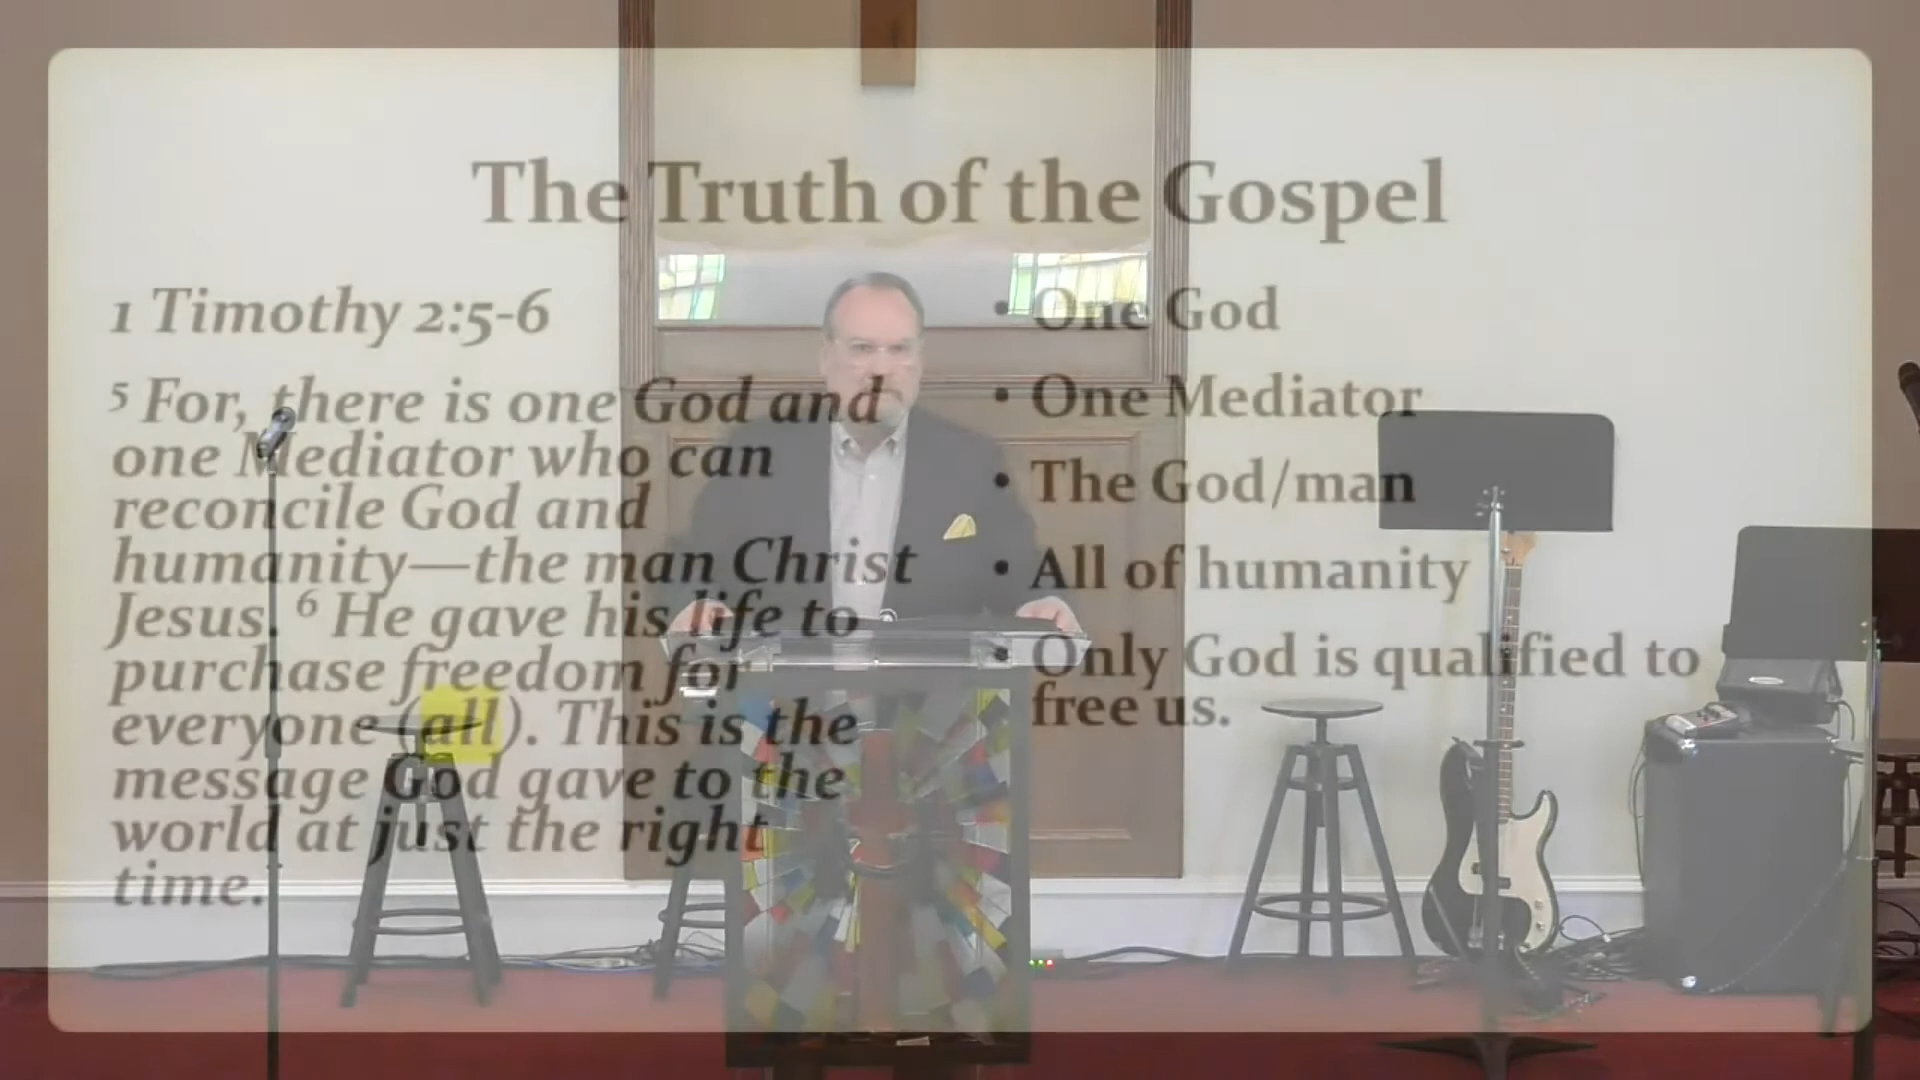 The Truth of the Gospel
1 Timothy 2:5-6
5 For, there is one God and
one Mediator who can
reconcile God and
humanity—the man Christ
Jesus. 6 He gave his life to
purchase freedom for
everyone (all). This is the
message God gave to the
world at just the right
time.
• One God
• One Mediator
• The God/man
• All of humanity
• Only God is qualified to
free us.